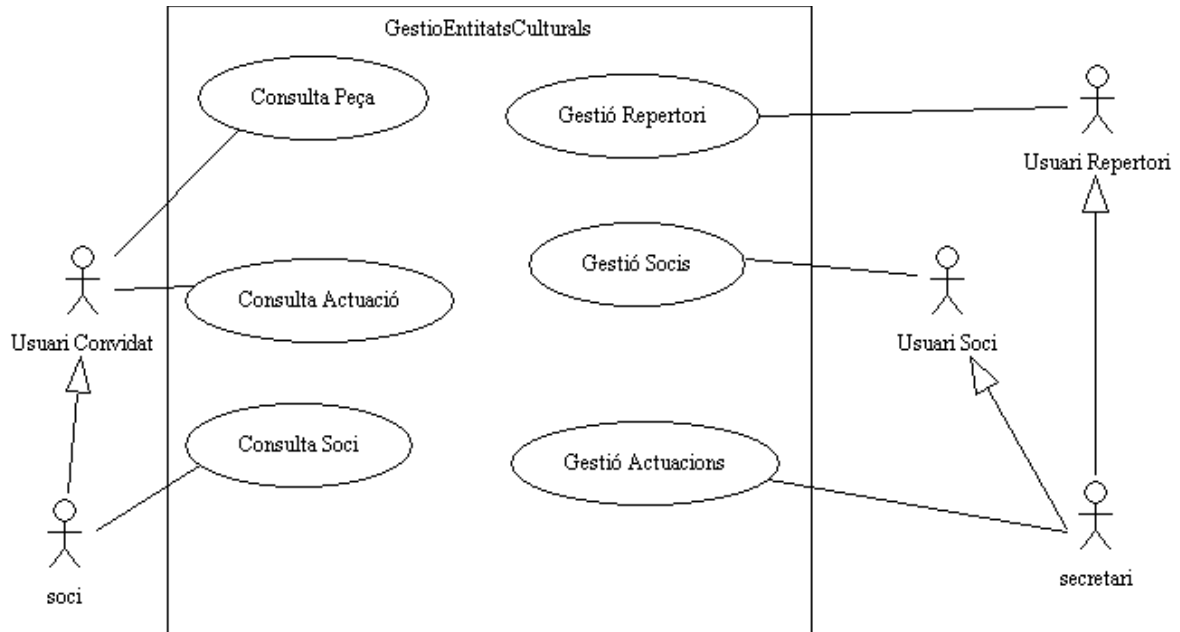 GestioEntitatsCulturals
Consulta Peça
Gestió Repertori
Usuari Repertori
Gestió Socis
Consulta Actuació
Usuari Convidat
Usuari Soci
Consulta Soci
Gestió Actuacions
soci
secretari